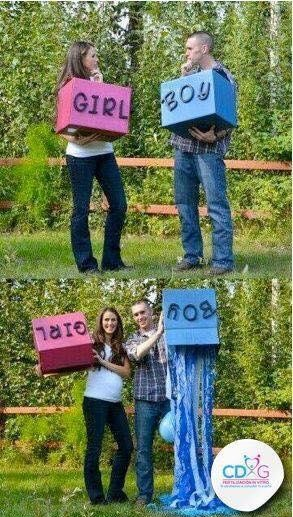 GIRL
BOY
GIRL
BOY
CDG
FERTILIZACIÓN IN VITRO